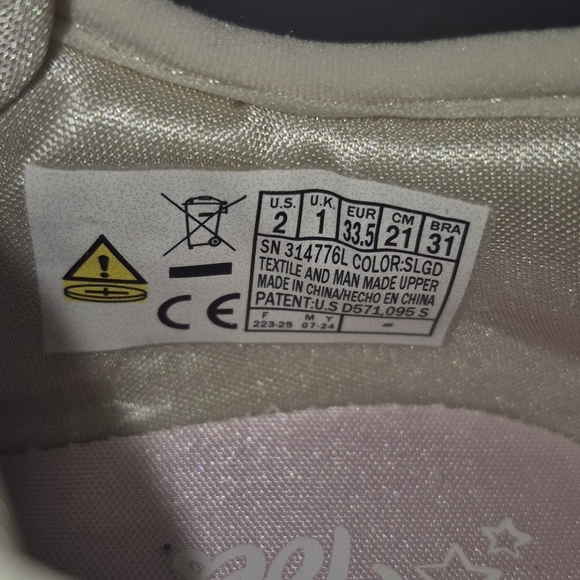 U.S. U.K. EUR CM BRA
2 1 33.5 21 31
SN 314776L COLOR:SLGD
TEXTILE AND MAN MADE UPPER
MADE IN CHINA/HECHO EN CHINA
PATENT:U.S D571,095 S
F M Y
223-25 07-24
CE